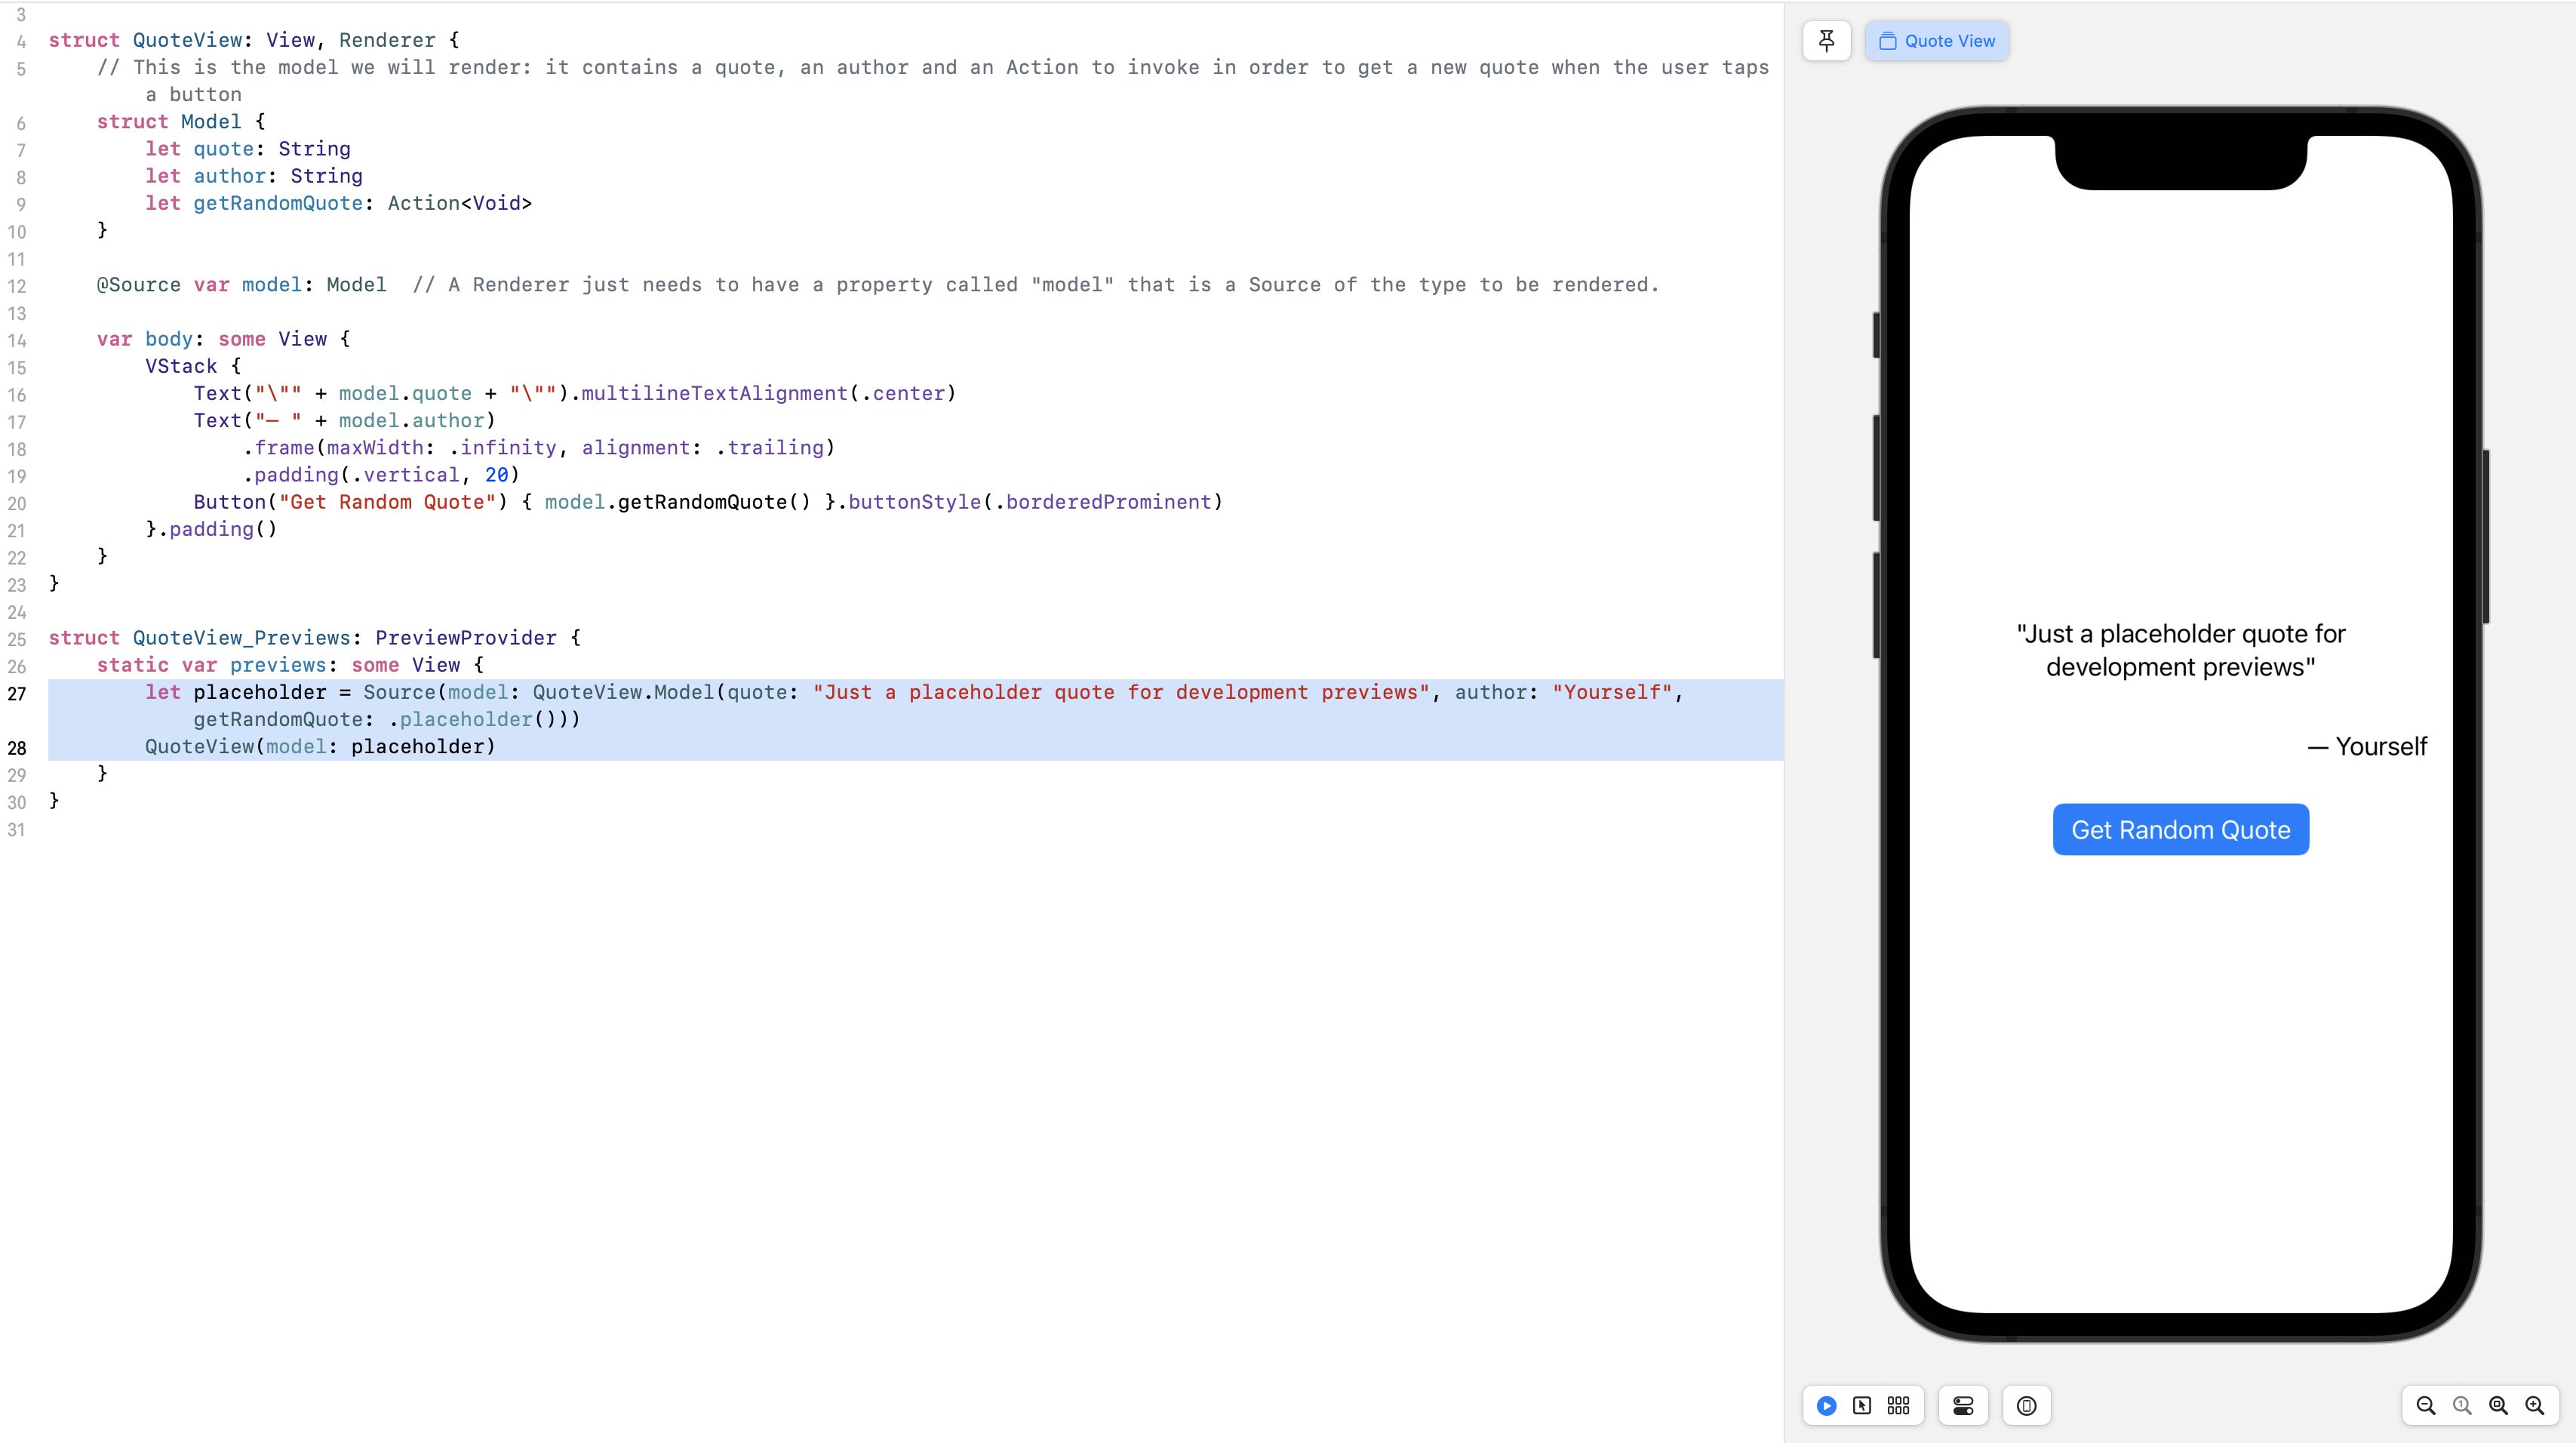 3
4 struct QuoteView: View, Renderer {
5     // This is the model we will render: it contains a quote, an author and an Action to invoke in order to get a new quote when the user taps
        a button
6     struct Model {
7         let quote: String
8         let author: String
9         let getRandomQuote: Action<Void>
10     }
11
12     @Source var model: Model  // A Renderer just needs to have a property called "model" that is a Source of the type to be rendered.
13
14     var body: some View {
15         VStack {
16             Text("\"" + model.quote + "\"").multilineTextAlignment(.center)
17             Text("— " + model.author)
18                 .frame(maxWidth: .infinity, alignment: .trailing)
19                 .padding(.vertical, 20)
20             Button("Get Random Quote") { model.getRandomQuote() }.buttonStyle(.borderedProminent)
21         }.padding()
22     }
23 }
24
25 struct QuoteView_Previews: PreviewProvider {
26     static var previews: some View {
27         let placeholder = Source(model: QuoteView.Model(quote: "Just a placeholder quote for development previews", author: "Yourself",
            getRandomQuote: .placeholder()))
28         QuoteView(model: placeholder)
29     }
30 }
31
Quote View
"Just a placeholder quote for
development previews"
— Yourself
Get Random Quote